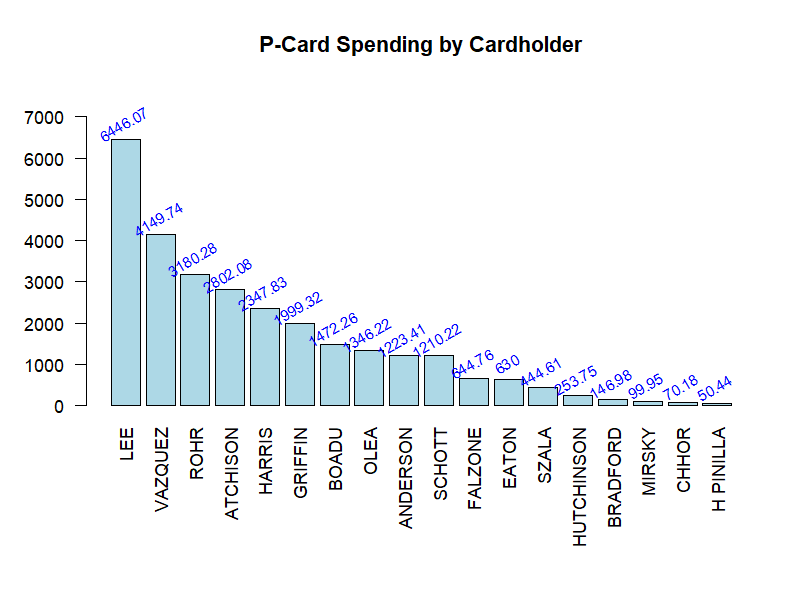 P-Card Spending by Cardholder
7000
6000
5000
4000
3000
2000
1000
0
6446.07
4149.74
3180.28
2802.08
2347.83
1999.32
1472.26
1346.22
1223.41
1210.22
644.76
630
444.61
253.75
146.98
99.95
70.18
50.44
LEE
VAZQUEZ
ROHR
ATCHISON
HARRIS
GRIFFIN
BOADU
OLEA
ANDERSON
SCHOTT
FALZONE
EATON
SZALA
HUTCHINSON
BRADFORD
MIRSKY
CHHOR
H PINILLA